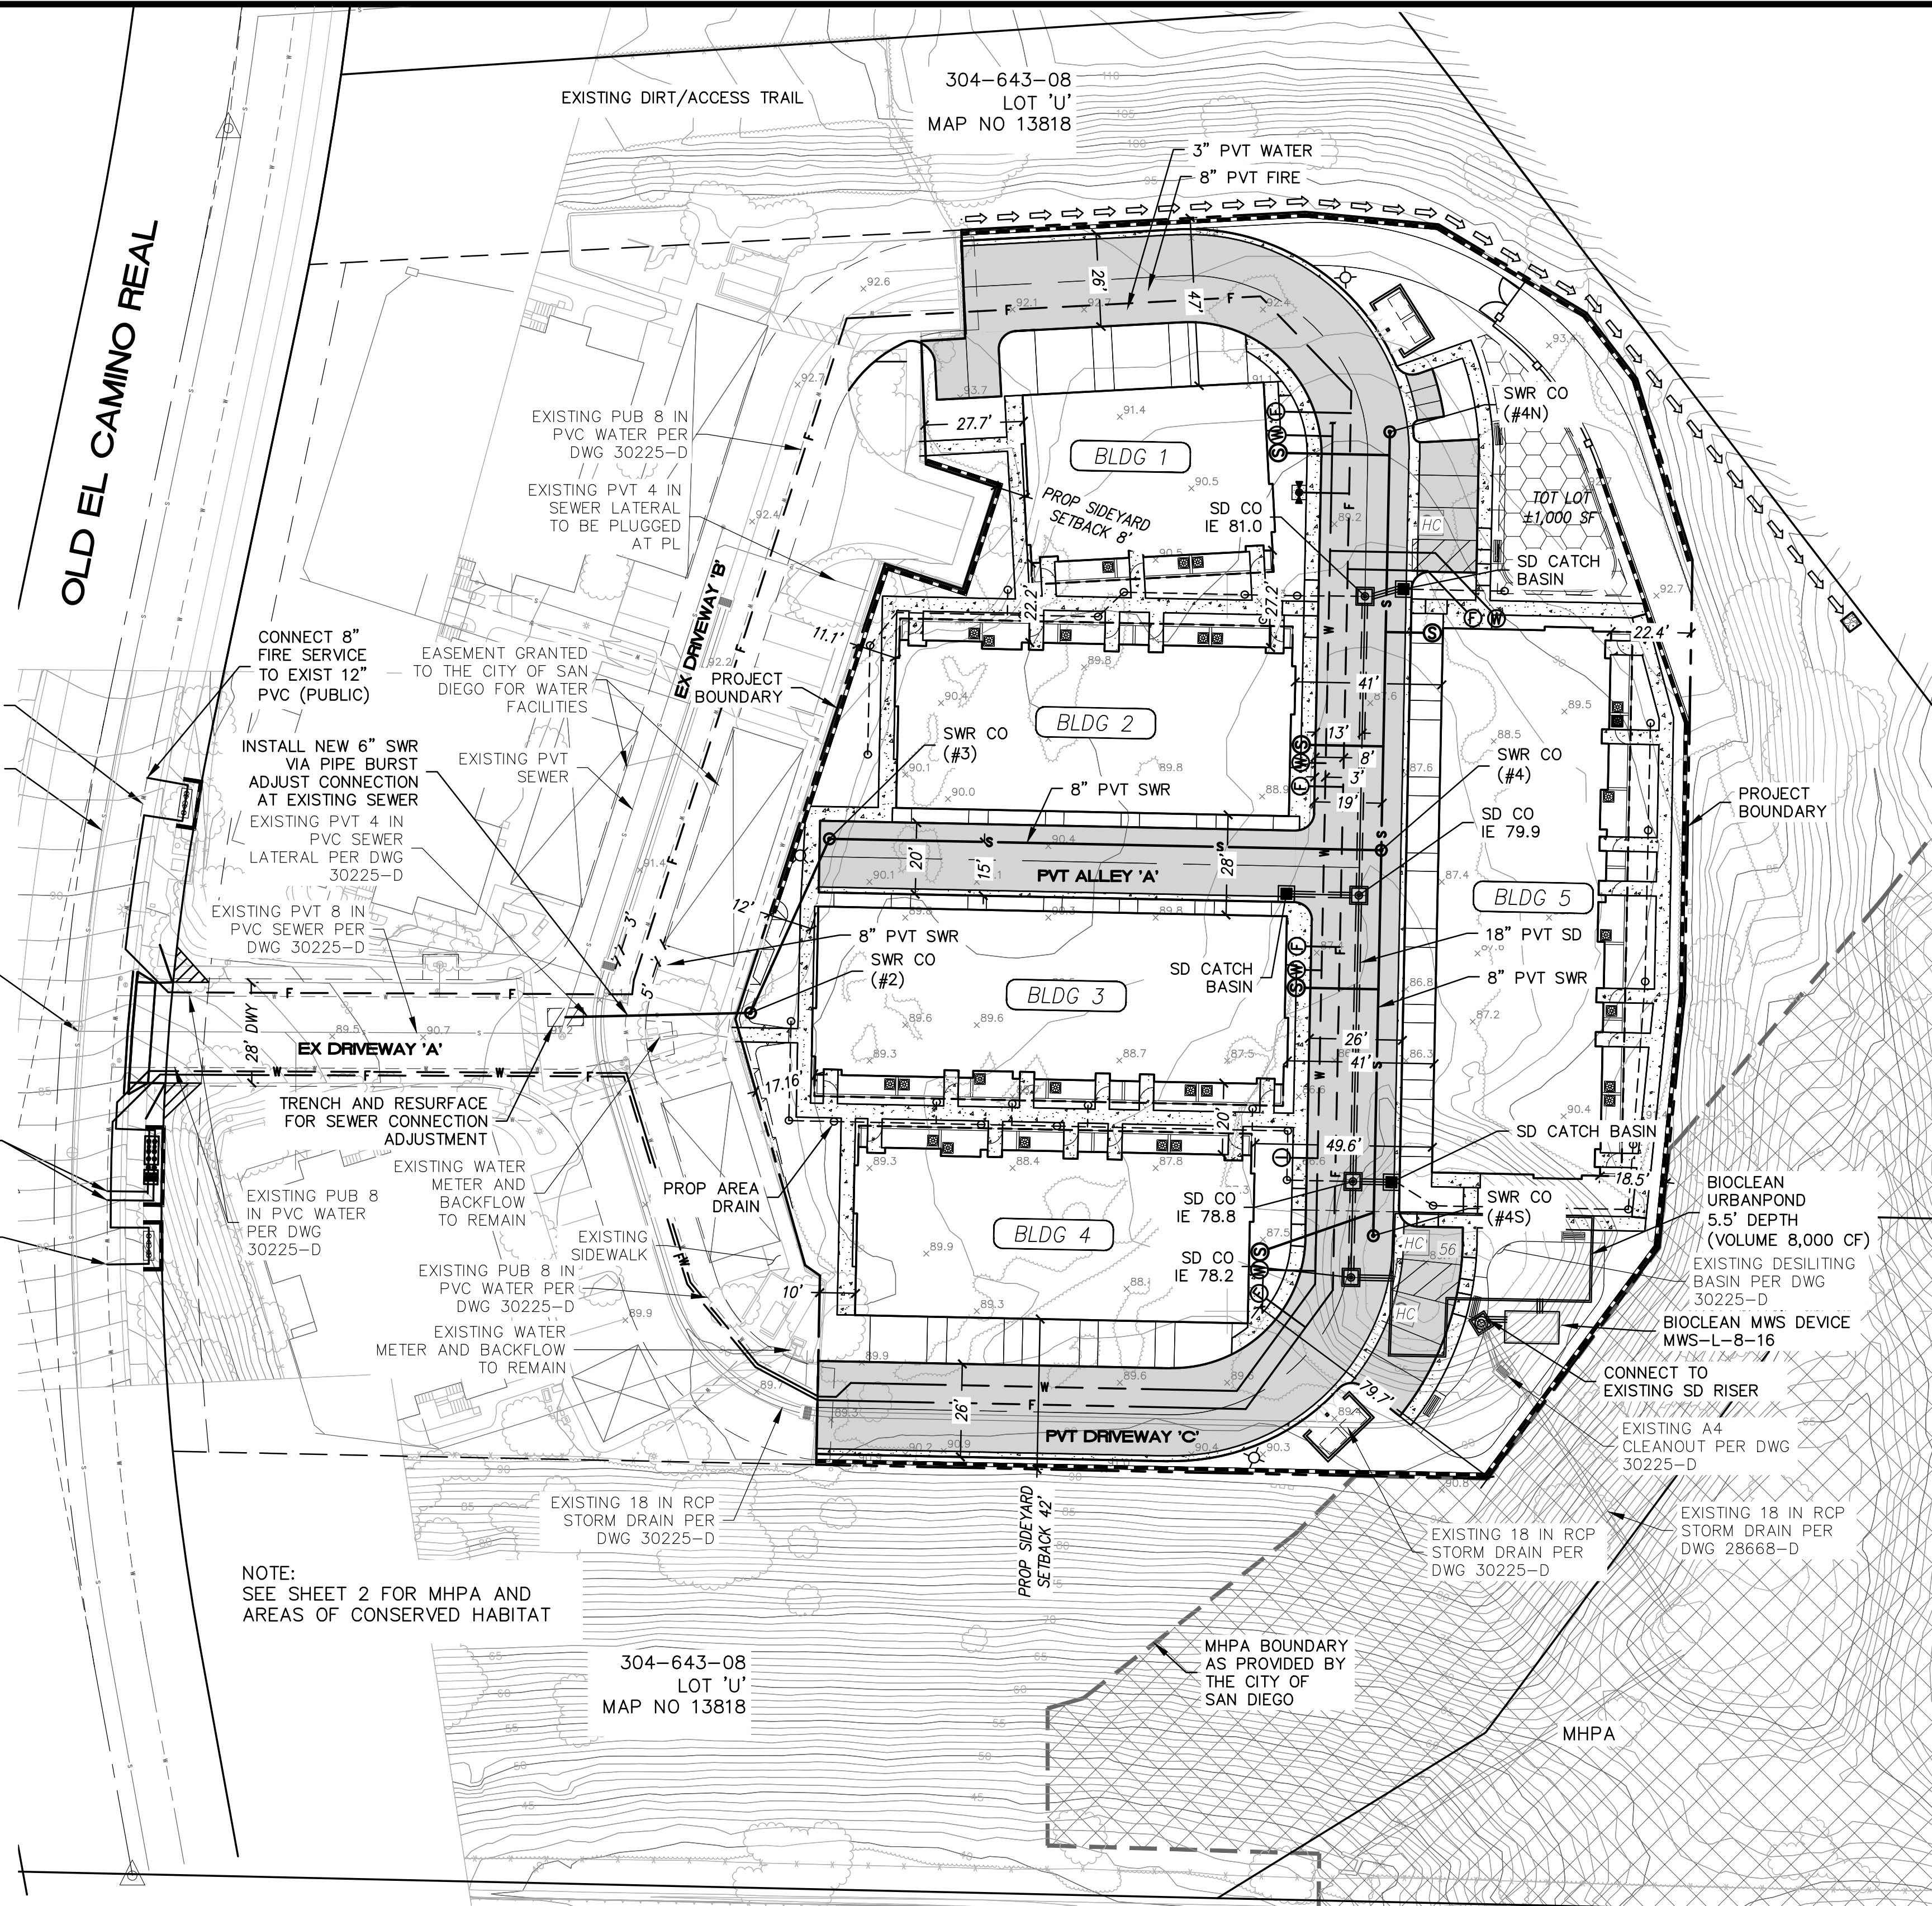 304-643-08
LOT 'U'
MAP NO 13818
EXISTING DIRT/ACCESS TRAIL
3" PVT WATER
8" PVT FIRE
OLD EL CAMINO REAL
26'
47'
SWR CO
(#4N)
EXISTING PUB 8 IN
PVC WATER PER
DWG 30225-D
27.7'
BLDG 1
EXISTING PVT 4 IN
SEWER LATERAL
TO BE PLUGGED
AT PL
PROP SIDEYARD
SETBACK 8'
SD CO
IE 81.0
HC
TOT LOT
±1,000 SF
SD CATCH
BASIN
EX DRIVEWAY 'B'
22.2'
27.2'
22.4'
11.1'
CONNECT 8"
FIRE SERVICE
TO EXIST 12"
PVC (PUBLIC)
EASEMENT GRANTED
TO THE CITY OF SAN
DIEGO FOR WATER
FACILITIES
PROJECT
BOUNDARY
41'
BLDG 2
13'
8'
3'
19'
INSTALL NEW 6" SWR
VIA PIPE BURST
ADJUST CONNECTION
AT EXISTING SEWER
EXISTING PVT
SEWER
SWR CO
(#3)
8" PVT SWR
SWR CO
(#4)
PROJECT
BOUNDARY
EXISTING PVT 4 IN
PVC SEWER
LATERAL PER DWG
30225-D
SD CO
IE 79.9
20'
15'
28'
PVT ALLEY 'A'
BLDG 5
EXISTING PVT 8 IN
PVC SEWER PER
DWG 30225-D
12'
3'
5'
8" PVT SWR
SWR CO
(#2)
BLDG 3
SD CATCH
BASIN
18" PVT SD
8" PVT SWR
28' DWY
EX DRIVEWAY 'A'
26'
41'
17.16'
TRENCH AND RESURFACE
FOR SEWER CONNECTION
ADJUSTMENT
20'
49.6'
SD CATCH BASIN
18.5'
EXISTING WATER
METER AND
BACKFLOW
TO REMAIN
PROP AREA
DRAIN
SD CO
IE 78.8
SWR CO
(#4S)
BIOCLEAN
URBANPOND
5.5' DEPTH
(VOLUME 8,000 CF)
EXISTING PUB 8
IN PVC WATER
PER DWG
30225-D
EXISTING
SIDEWALK
BLDG 4
HC
56
EXISTING DESILITING
BASIN PER DWG
30225-D
EXISTING PUB 8 IN
PVC WATER PER
DWG 30225-D
10'
SD CO
IE 78.2
HC
BIOCLEAN MWS DEVICE
MWS-L-8-16
EXISTING WATER
METER AND BACKFLOW
TO REMAIN
CONNECT TO
EXISTING SD RISER
79.7'
26'
PVT DRIVEWAY 'C'
EXISTING A4
CLEANOUT PER DWG
30225-D
PROP SIDEYARD
SETBACK 42'
EXISTING 18 IN RCP
STORM DRAIN PER
DWG 30225-D
EXISTING 18 IN RCP
STORM DRAIN PER
DWG 30225-D
EXISTING 18 IN RCP
STORM DRAIN PER
DWG 28668-D
NOTE:
SEE SHEET 2 FOR MHPA AND
AREAS OF CONSERVED HABITAT
MHPA BOUNDARY
AS PROVIDED BY
THE CITY OF
SAN DIEGO
304-643-08
LOT 'U'
MAP NO 13818
MHPA